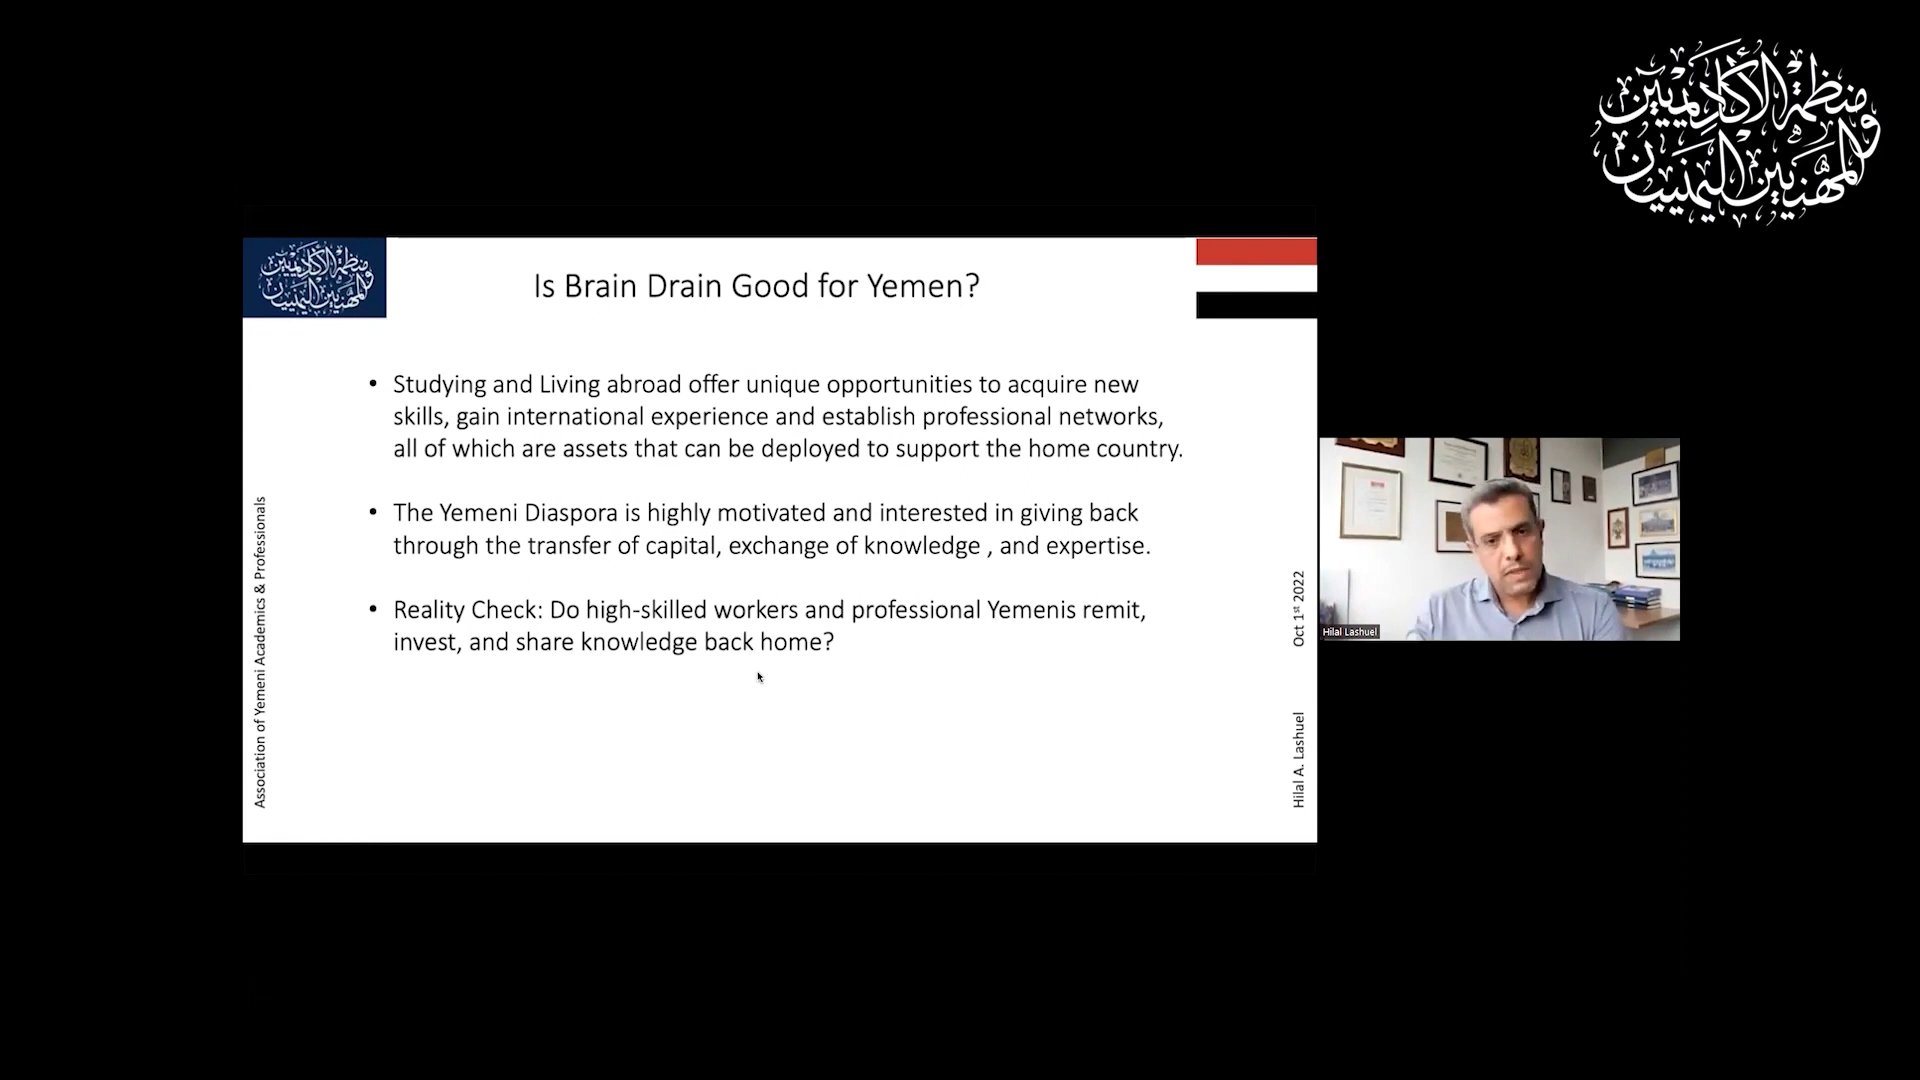 منظمة الأكاديميين
والمهنيين اليمنيين
منظمة الأكاديميين
والمهنيين اليمنيين
Is Brain Drain Good for Yemen?
• Studying and Living abroad offer unique opportunities to acquire new
skills, gain international experience and establish professional networks,
all of which are assets that can be deployed to support the home country.
• The Yemeni Diaspora is highly motivated and interested in giving back
through the transfer of capital, exchange of knowledge , and expertise.
• Reality Check: Do high-skilled workers and professional Yemenis remit,
invest, and share knowledge back home?
Association of Yemeni Academics & Professionals
Oct 1st 2022
Hilal A. Lashuel
Hilal Lashuel